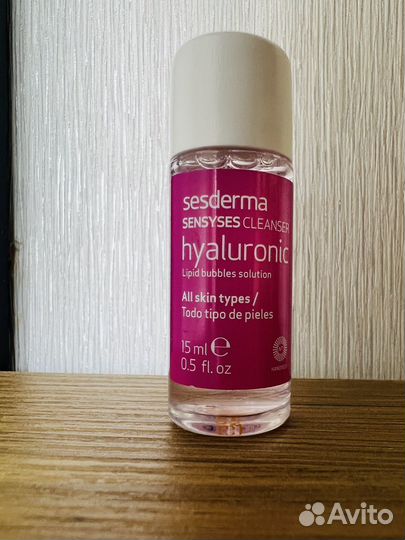 sesderma
SENSYSES CLEANSER
hyaluronic
Lipid bubbles solution
All skin types /
Todo tipo de pieles
15 ml ℮
0.5 fl. oz
Avito